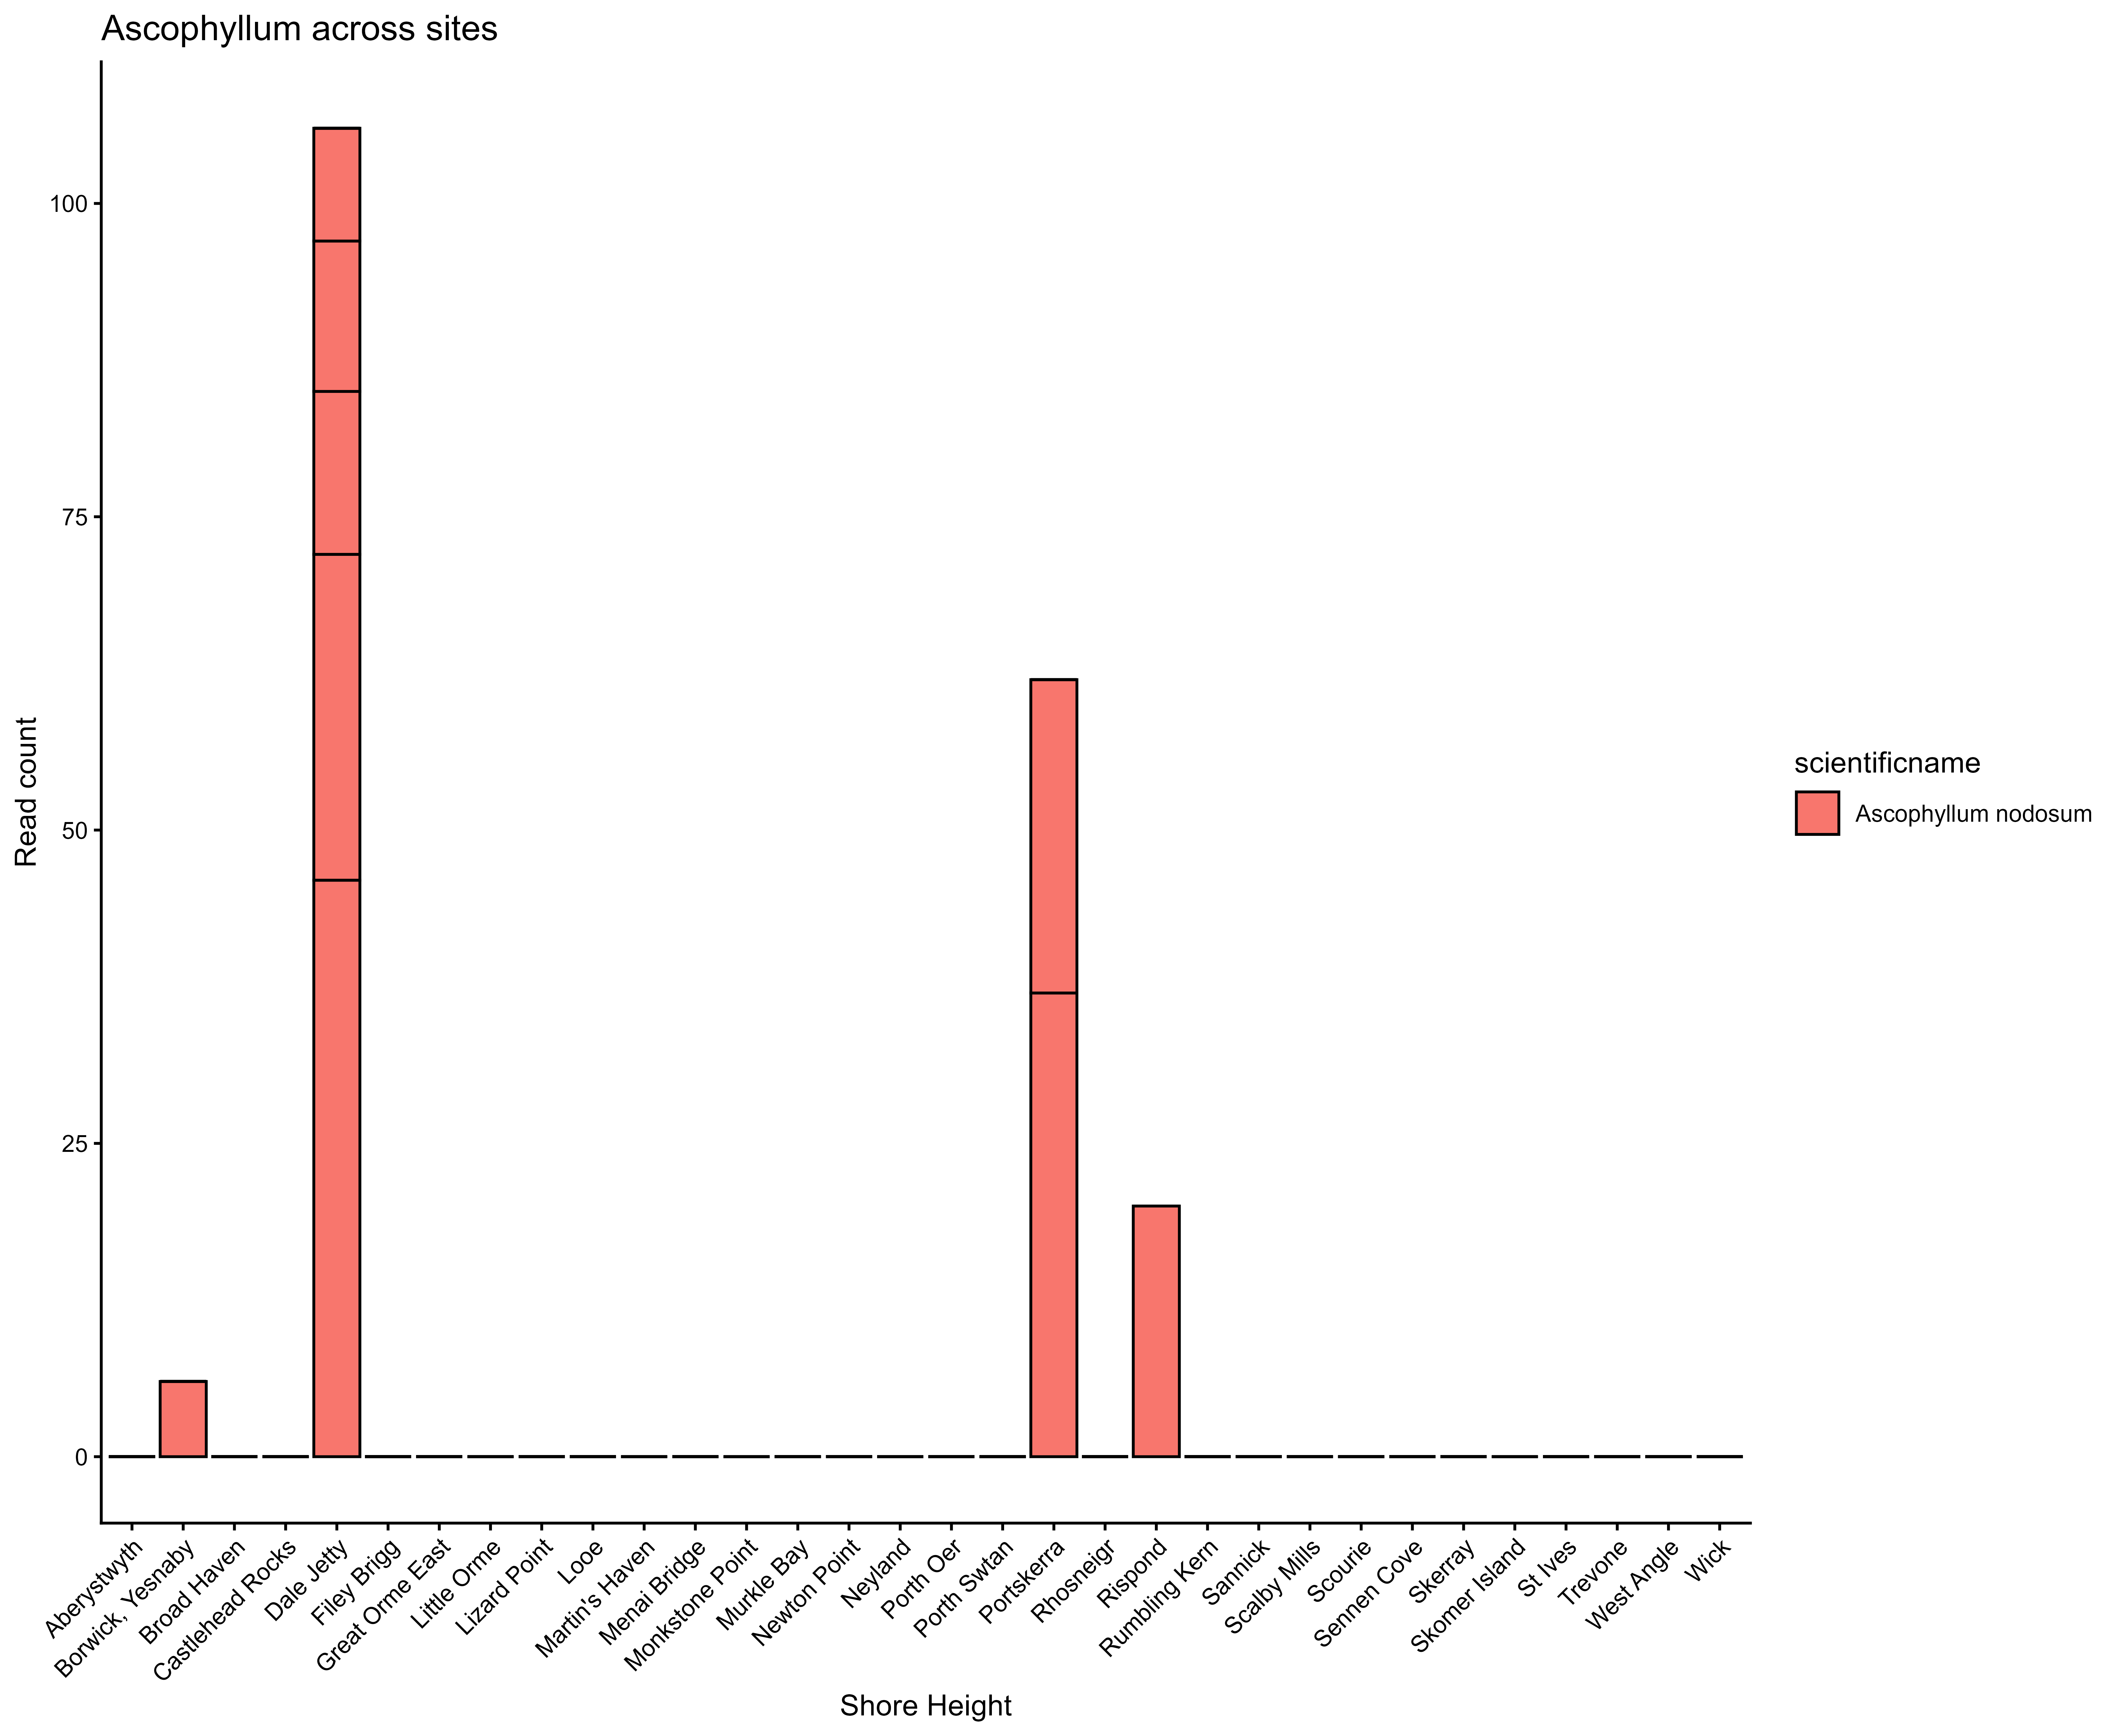 Ascophyllum across sites
Read count
100
75
50
25
0
Aberystwyth
Borwick, Yesnaby
Broad Haven
Castlehead Rocks
Dale Jetty
Filey Brigg
Great Orme East
Little Orme
Lizard Point
Looe
Martin's Haven
Menai Bridge
Monkstone Point
Murkle Bay
Newton Point
Neyland
Porth Oer
Porth Swtan
Portskerra
Rhosneigr
Rispond
Rumbling Kern
Sannick
Scalby Mills
Scourie
Sennen Cove
Skerray
Skomer Island
St Ives
Trevone
West Angle
Wick
Shore Height
scientificname
Ascophyllum nodosum